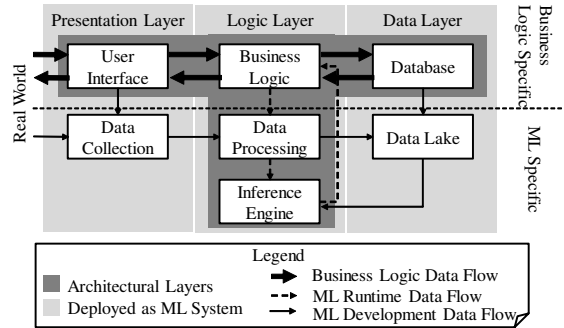 Presentation Layer
Logic Layer
Data Layer
Business
Logic Specific
User
Interface
Business
Logic
Database
Real World
Data
Collection
Data
Processing
Data Lake
ML Specific
Inference
Engine
Legend
Architectural Layers
Deployed as ML System
Business Logic Data Flow
ML Runtime Data Flow
ML Development Data Flow